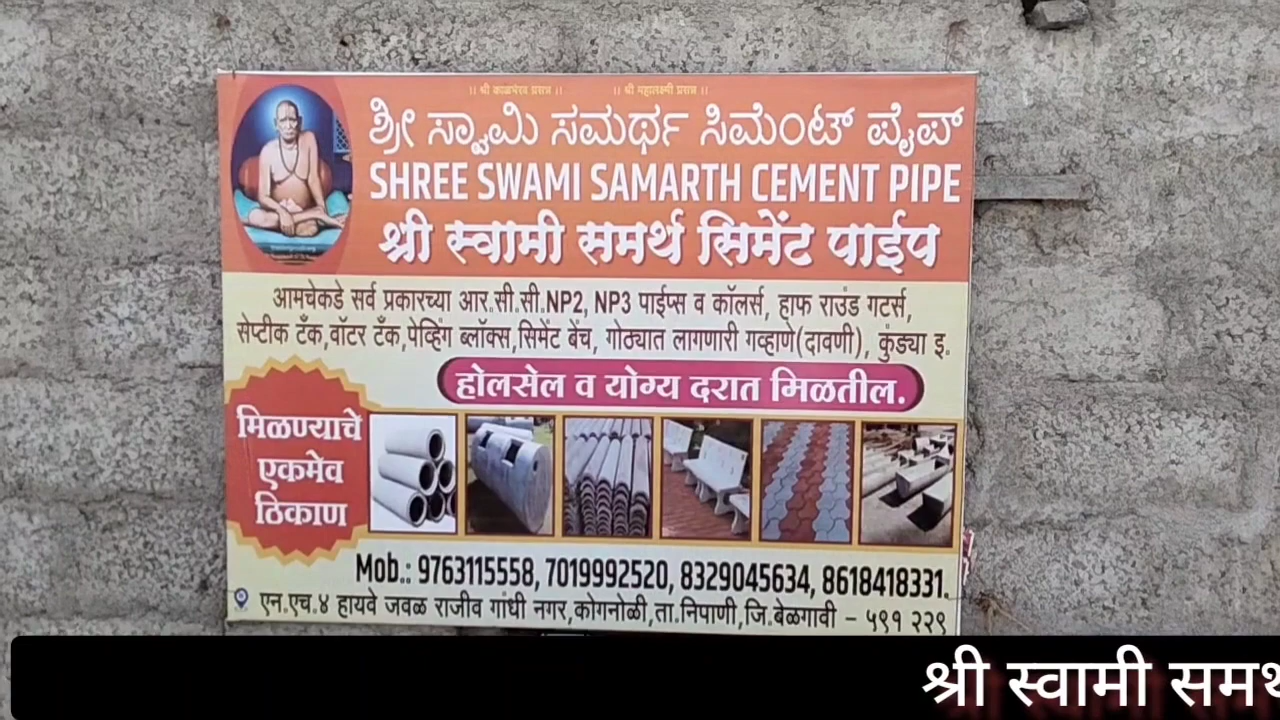 ।। श्री काळभैरव प्रसन्न ।। ।। श्री महालक्ष्मी प्रसन्न ।।
ಶ್ರೀ ಸ್ವಾಮಿ ಸಮರ್ಥ ಸಿಮೆಂಟ್ ಪೈಪ್
SHREE SWAMI SAMARTH CEMENT PIPE
श्री स्वामी समर्थ सिमेंट पाईप
आमचेकडे सर्व प्रकारच्या आर.सी.सी.NP2, NP3 पाईप्स व कॉलर्स, हाफ राउंड गटर्स,
सेप्टीक टँक,वॉटर टँक,पेव्हिंग ब्लॉक्स,सिमेंट बेंच, गोठ्यात लागणारी गव्हाणे(दावणी), कुंड्या इ.
होलसेल व योग्य दरात मिळतील.
मिळण्याचे
एकमेव
ठिकाण
Mob.: 9763115558, 7019992520, 8329045634, 8618418331.
एन.एच.४ हायवे जवळ राजीव गांधी नगर,कोगनोळी,ता.निपाणी,जि.बेळगावी – ५९१ २२९
श्री स्वामी समर्थ